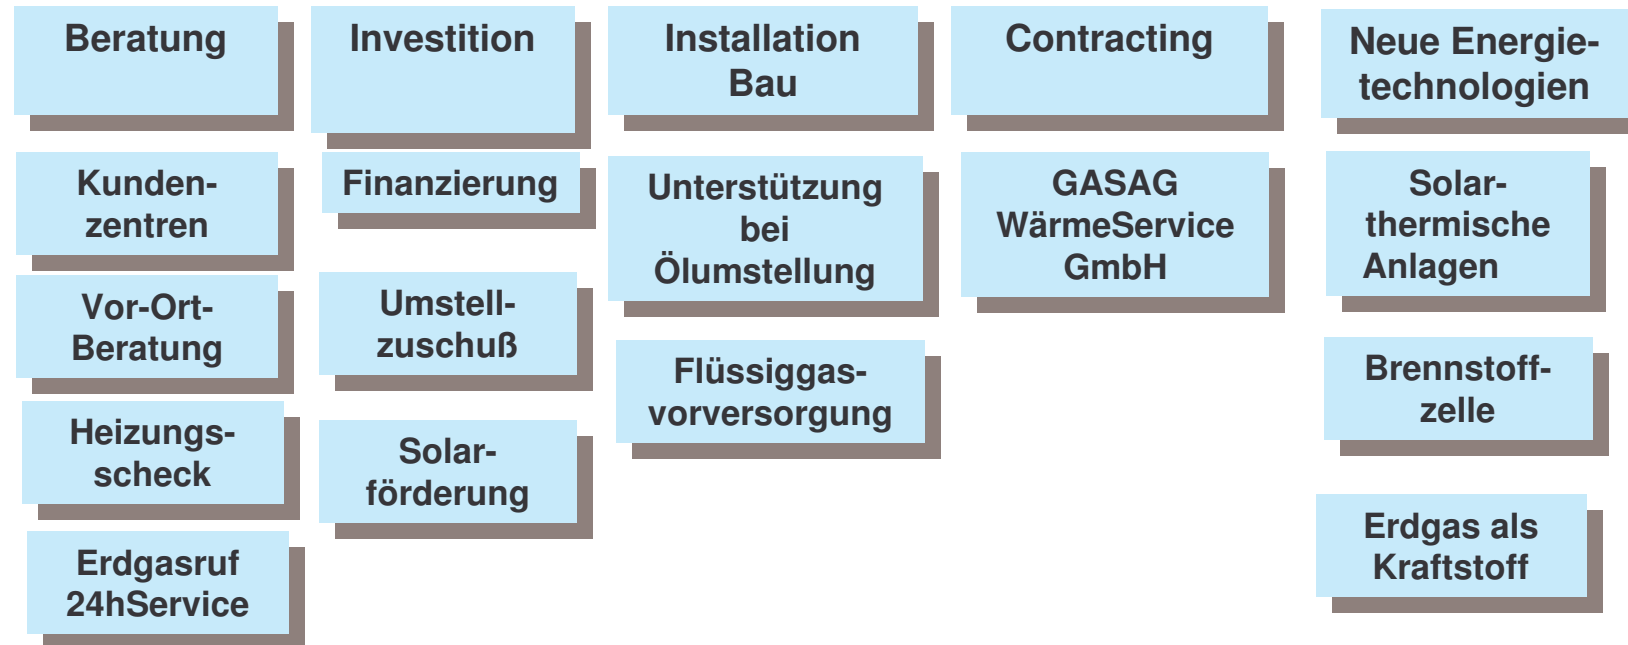 Beratung
Kunden-
zentren
Vor-Ort-
Beratung
Heizungs-
scheck
Erdgasruf
24hService
Investition
Finanzierung
Umstell-
zuschuß
Solar-
förderung
Installation
Bau
Unterstützung
bei
Ölumstellung
Flüssiggas-
vorversorgung
Contracting
GASAG
WärmeService
GmbH
Neue Energie-
technologien
Solar-
thermische
Anlagen
Brennstoff-
zelle
Erdgas als
Kraftstoff